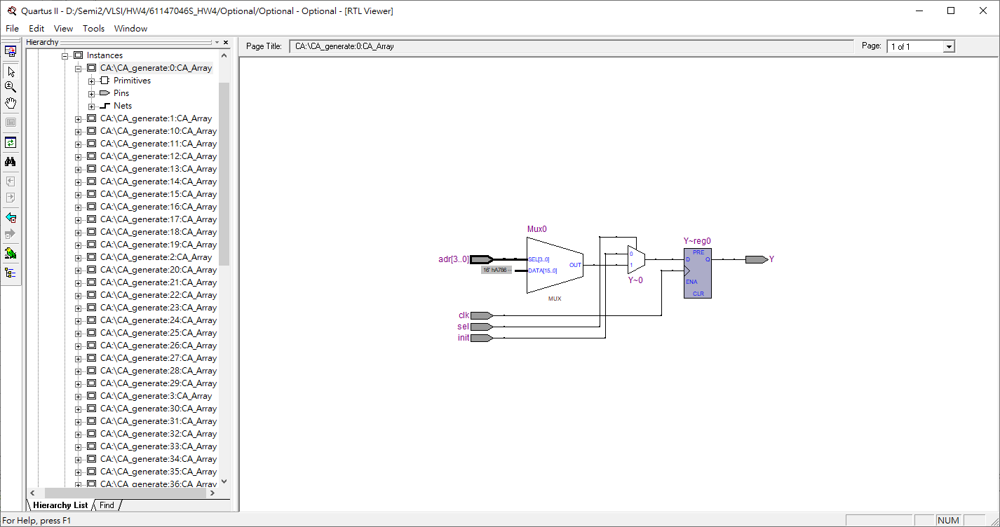 Quartus II - D:/Semi2/VLSI/HW4/61147046S_HW4/Optional/Optional - Optional - [RTL Viewer]
File Edit View Tools Window
Hierarchy
Page Title: CA:\CA_generate:0:CA_Array Page: 1 of 1
Instances
CA:\CA_generate:0:CA_Array
Primitives
Pins
Nets
CA:\CA_generate:1:CA_Array
CA:\CA_generate:10:CA_Array
CA:\CA_generate:11:CA_Array
CA:\CA_generate:12:CA_Array
CA:\CA_generate:13:CA_Array
CA:\CA_generate:14:CA_Array
CA:\CA_generate:15:CA_Array
CA:\CA_generate:16:CA_Array
CA:\CA_generate:17:CA_Array
CA:\CA_generate:18:CA_Array
CA:\CA_generate:19:CA_Array
CA:\CA_generate:2:CA_Array
CA:\CA_generate:20:CA_Array
CA:\CA_generate:21:CA_Array
CA:\CA_generate:22:CA_Array
CA:\CA_generate:23:CA_Array
CA:\CA_generate:24:CA_Array
CA:\CA_generate:25:CA_Array
CA:\CA_generate:26:CA_Array
CA:\CA_generate:27:CA_Array
CA:\CA_generate:28:CA_Array
CA:\CA_generate:29:CA_Array
CA:\CA_generate:3:CA_Array
CA:\CA_generate:30:CA_Array
CA:\CA_generate:31:CA_Array
CA:\CA_generate:32:CA_Array
CA:\CA_generate:33:CA_Array
CA:\CA_generate:34:CA_Array
CA:\CA_generate:35:CA_Array
CA:\CA_generate:36:CA_Array
Hierarchy List Find
Mux0
adr[3..0]
SEL[3..0]
16' hA786 --
DATA[15..0]
OUT
MUX
0
1
Y~0
Y~reg0
PRE
D Q
ENA
CLR
Y
clk
sel
init
For Help, press F1
NUM